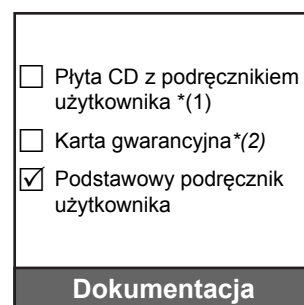 Płyta CD z podręcznikiem
użytkownika *(1)
Karta gwarancyjna*(2)
Podstawowy podręcznik
użytkownika
Dokumentacja